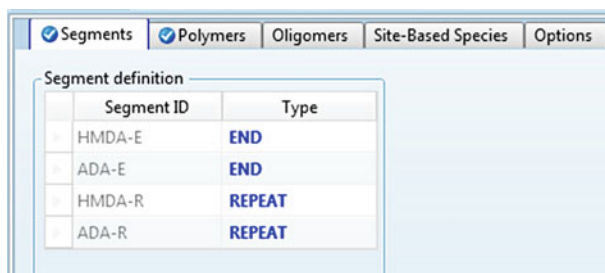 Segments Polymers Oligomers Site-Based Species Options
Segment definition
Segment ID Type
HMDA-E END
ADA-E END
HMDA-R REPEAT
ADA-R REPEAT